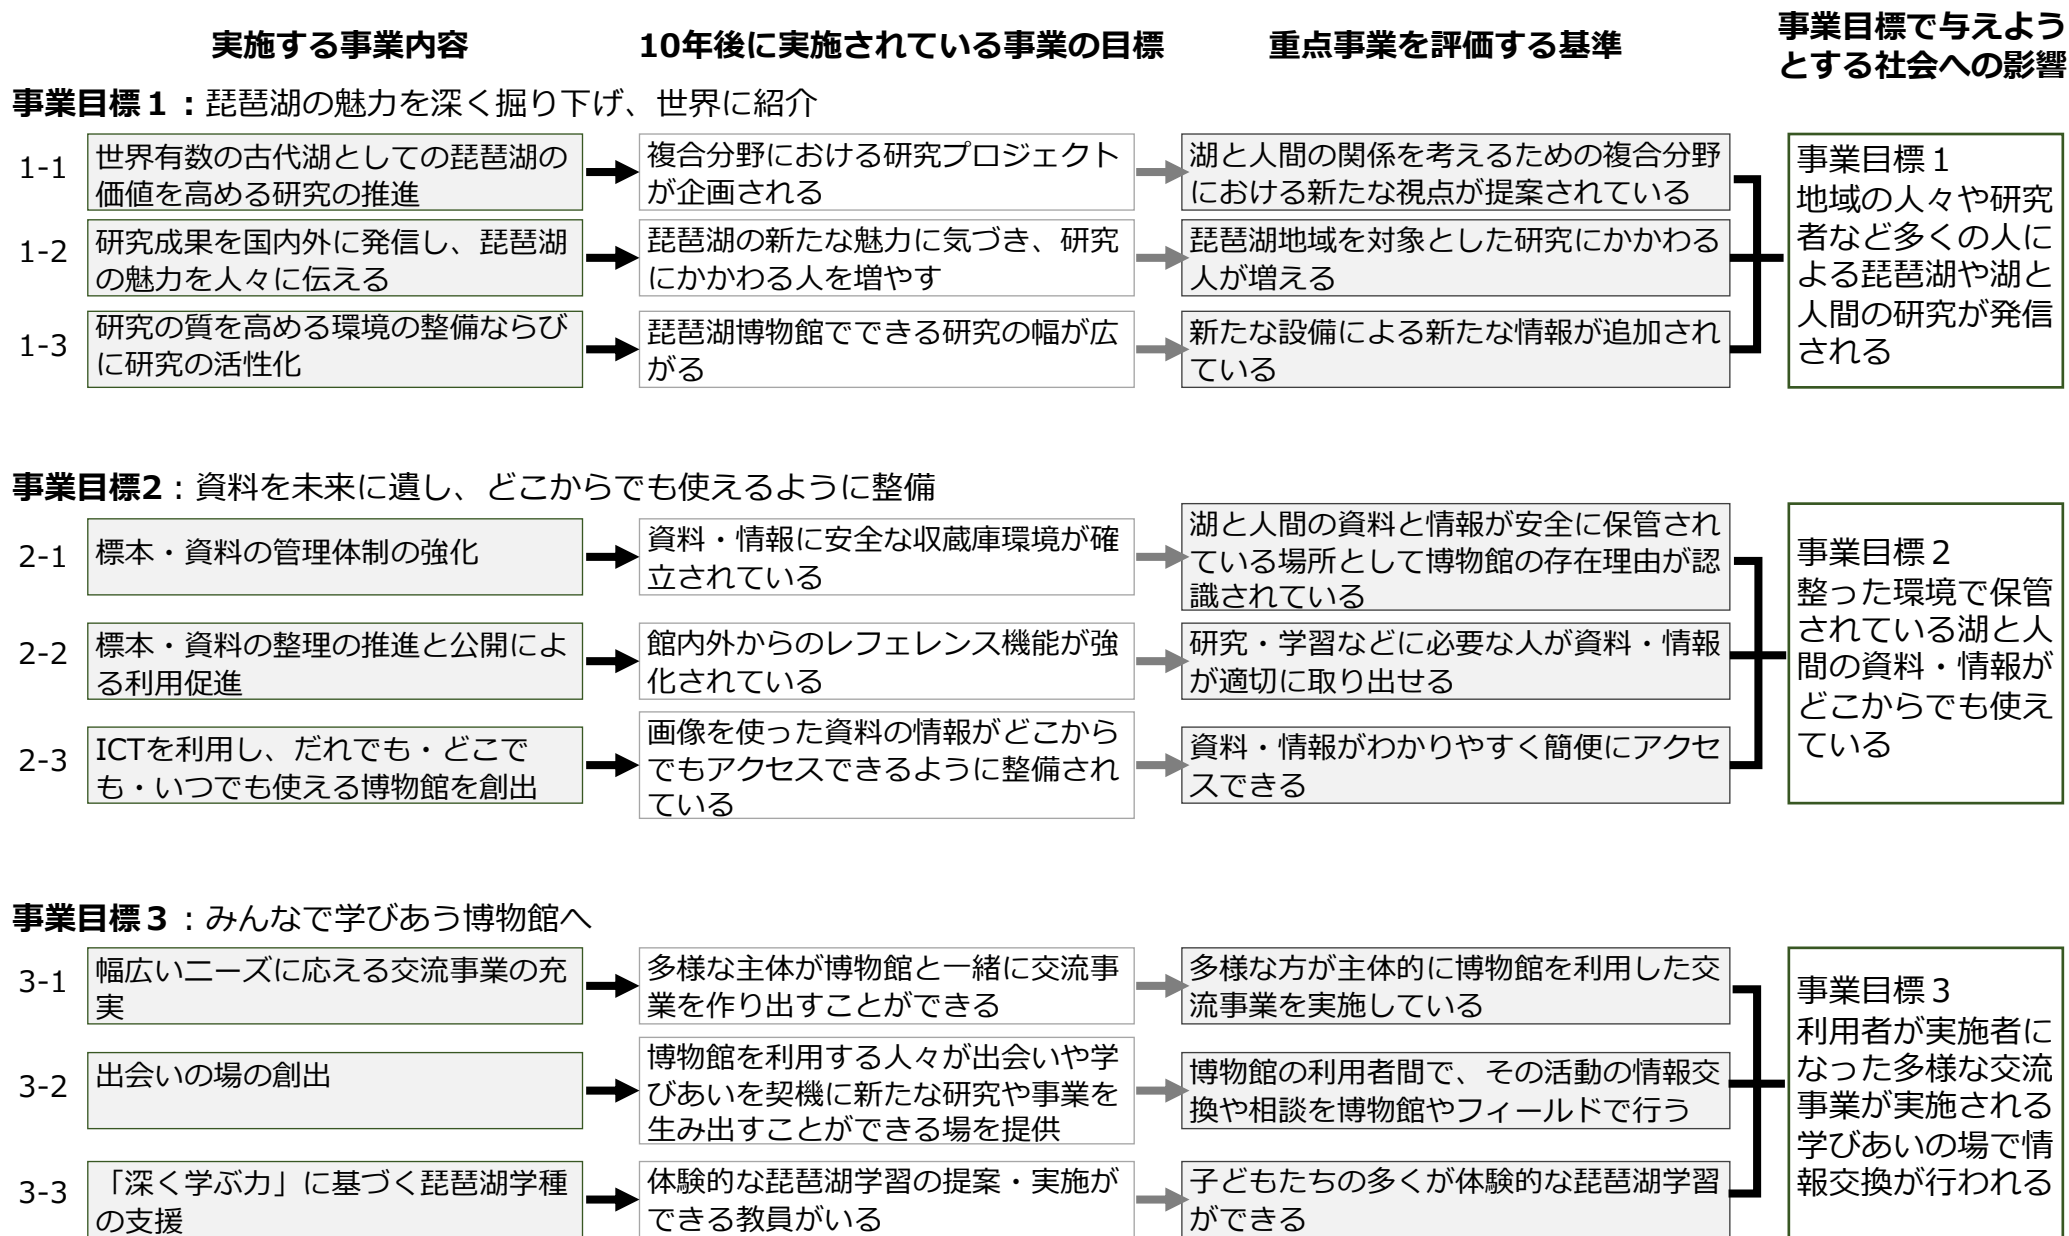 実施する事業内容
10年後に実施されている事業の目標
重点事業を評価する基準
事業目標で与えよう
とする社会への影響
事業目標１：琵琶湖の魅力を深く掘り下げ、世界に紹介
1-1
世界有数の古代湖としての琵琶湖の
価値を高める研究の推進
複合分野における研究プロジェクト
が企画される
湖と人間の関係を考えるための複合分野
における新たな視点が提案されている
1-2
研究成果を国内外に発信し、琵琶湖
の魅力を人々に伝える
琵琶湖の新たな魅力に気づき、研究
にかかわる人を増やす
琵琶湖地域を対象とした研究にかかわる
人が増える
1-3
研究の質を高める環境の整備ならび
に研究の活性化
琵琶湖博物館でできる研究の幅が広
がる
新たな設備による新たな情報が追加され
ている
事業目標１
地域の人々や研究
者など多くの人に
よる琵琶湖や湖と
人間の研究が発信
される
事業目標2：資料を未来に遺し、どこからでも使えるように整備
2-1
標本・資料の管理体制の強化
資料・情報に安全な収蔵庫環境が確
立されている
湖と人間の資料と情報が安全に保管され
ている場所として博物館の存在理由が認
識されている
2-2
標本・資料の整理の推進と公開によ
る利用促進
館内外からのレフェレンス機能が強
化されている
研究・学習などに必要な人が資料・情報
が適切に取り出せる
2-3
ICTを利用し、だれでも・どこで
も・いつでも使える博物館を創出
画像を使った資料の情報がどこから
でもアクセスできるように整備され
ている
資料・情報がわかりやすく簡便にアクセ
スできる
事業目標２
整った環境で保管
されている湖と人
間の資料・情報が
どこからでも使え
ている
事業目標３：みんなで学びあう博物館へ
3-1
幅広いニーズに応える交流事業の充
実
多様な主体が博物館と一緒に交流事
業を作り出すことができる
多様な方が主体的に博物館を利用した交
流事業を実施している
3-2
出会いの場の創出
博物館を利用する人々が出会いや学
びあいを契機に新たな研究や事業を
生み出すことができる場を提供
博物館の利用者間で、その活動の情報交
換や相談を博物館やフィールドで行う
3-3
「深く学ぶ力」に基づく琵琶湖学種
の支援
体験的な琵琶湖学習の提案・実施が
できる教員がいる
子どもたちの多くが体験的な琵琶湖学習
ができる
事業目標３
利用者が実施者に
なった多様な交流
事業が実施される
学びあいの場で情
報交換が行われる